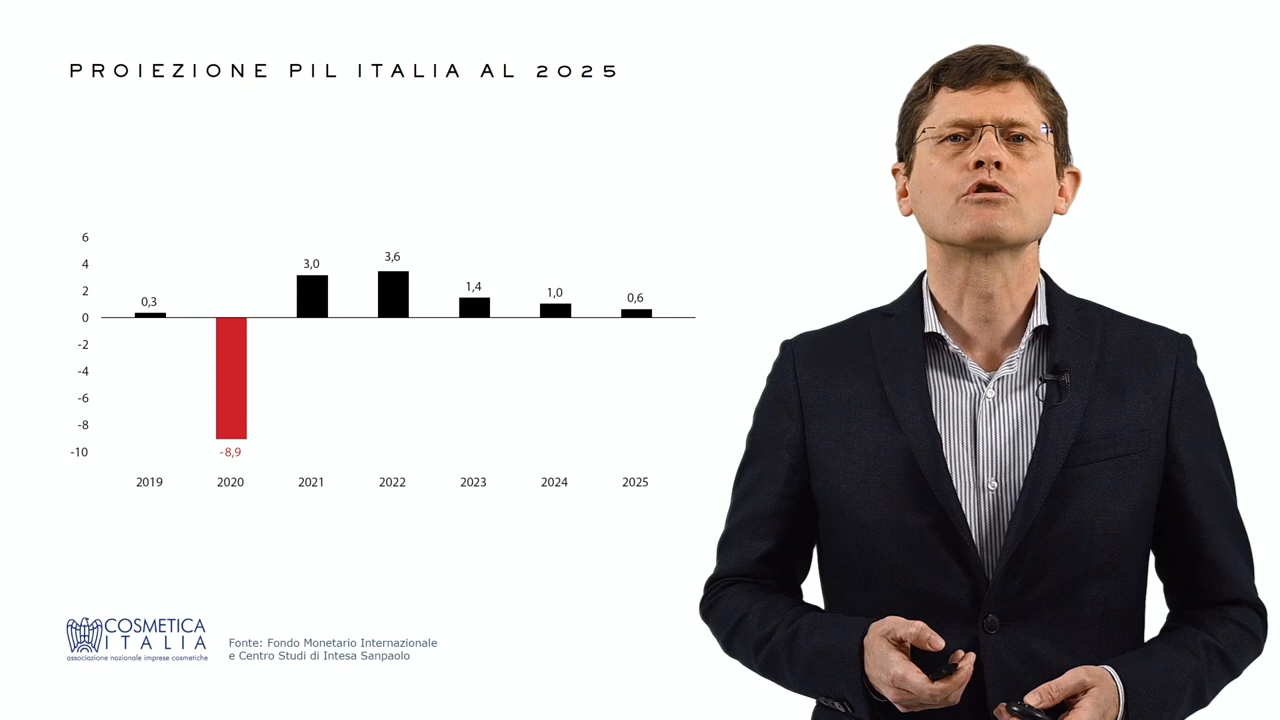 PROIEZIONE PIL ITALIA AL 2025
6
4
2
0
-2
-4
-6
-8
-10
0,3
-8,9
3,0
3,6
1,4
1,0
0,6
2019 2020 2021 2022 2023 2024 2025
COSMETICA
ITALIA
associazione nazionale imprese cosmetiche
Fonte: Fondo Monetario Internazionale
e Centro Studi di Intesa Sanpaolo